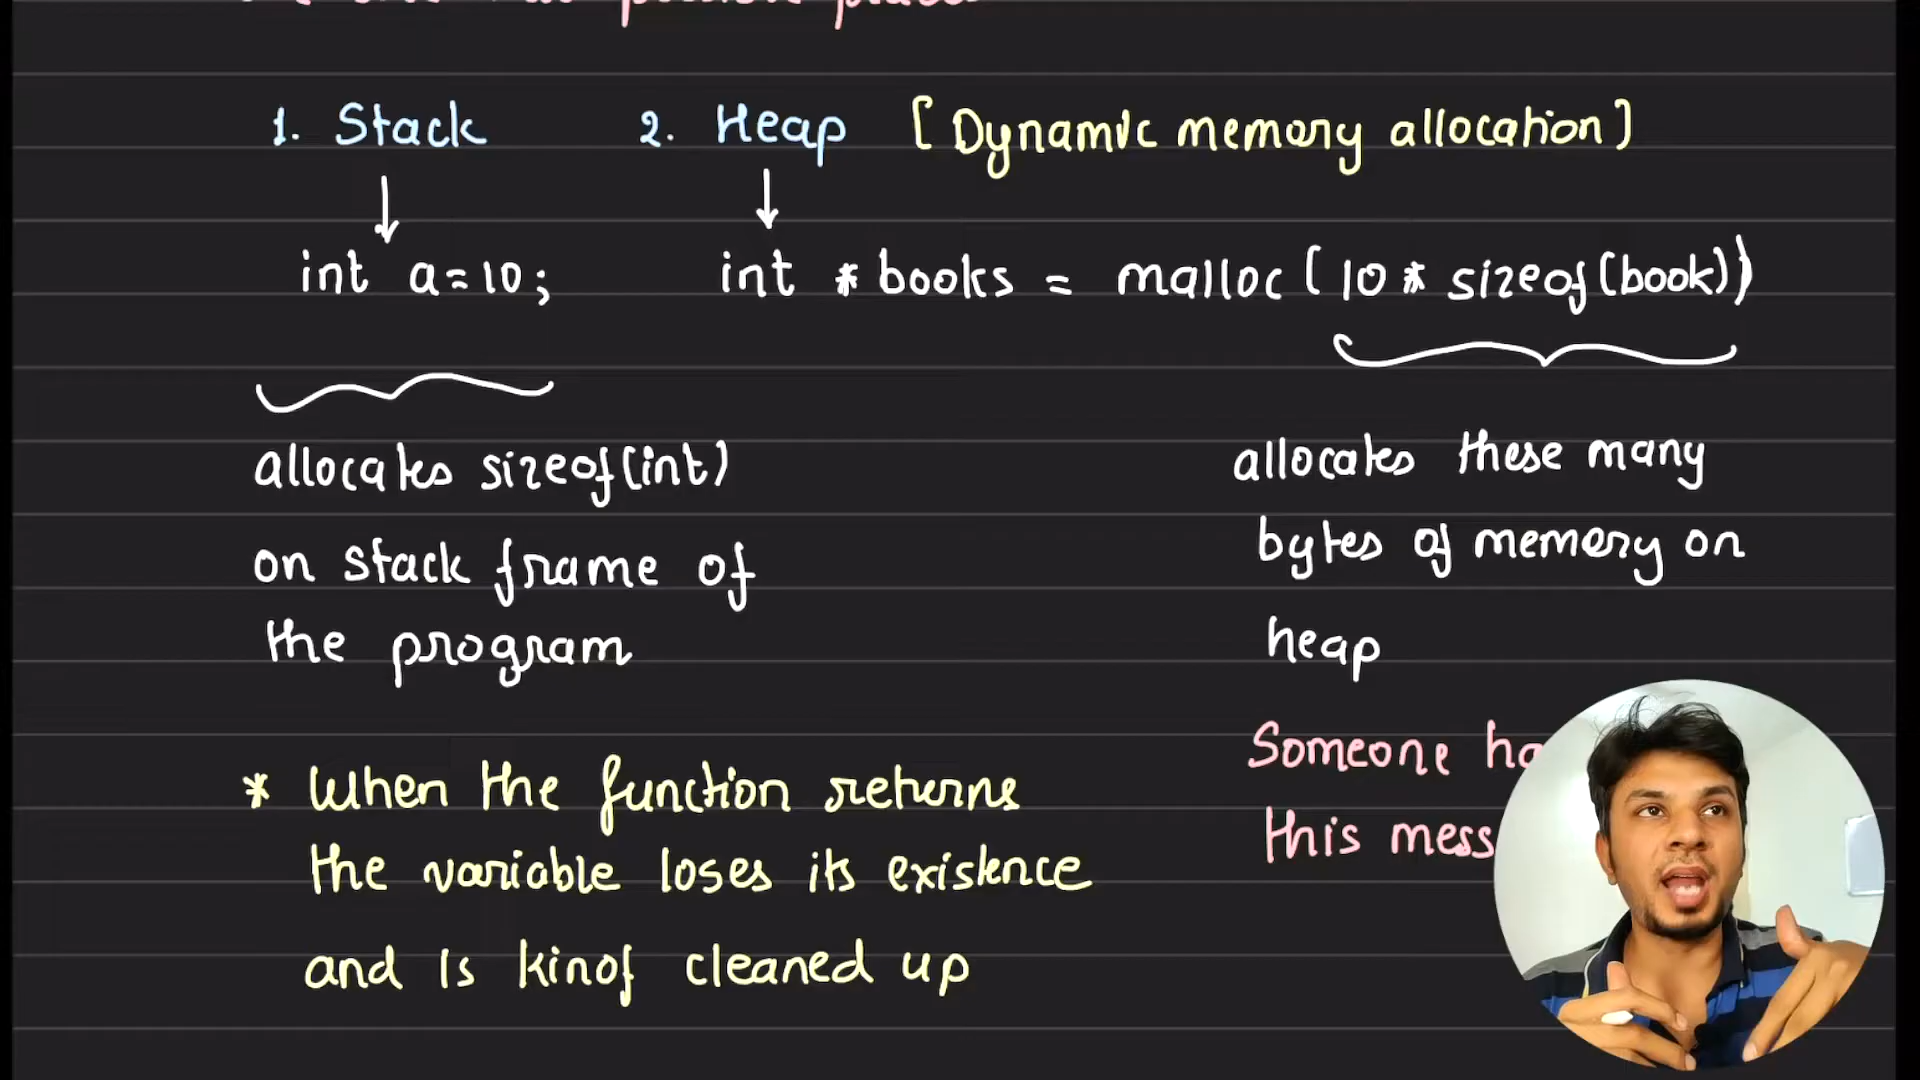 1. Stack 2. Heap [Dynamic memory allocation]
int a=10; int * books = malloc(10 * sizeof(book))
allocates sizeof(int)
on stack frame of
the program
allocates these many
bytes of memory on
heap
Someone
this
* When the function returns
the variable loses its existence
and is kinof cleaned up